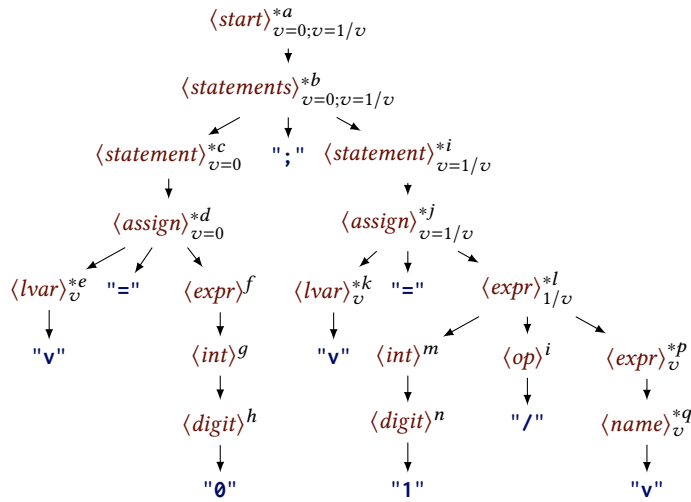 ⟨start⟩*a v=0;v=1/v
⟨statements⟩*b v=0;v=1/v
⟨statement⟩*c v=0 ";" ⟨statement⟩*i v=1/v
⟨assign⟩*d v=0 ⟨assign⟩*j v=1/v
⟨lvar⟩*e v "=" ⟨expr⟩f ⟨lvar⟩*k v "=" ⟨expr⟩*l 1/v
"v" ⟨int⟩g "v" ⟨int⟩m ⟨op⟩i ⟨expr⟩*p v
⟨digit⟩h ⟨digit⟩n "/" ⟨name⟩*q v
"0" "1" "v"